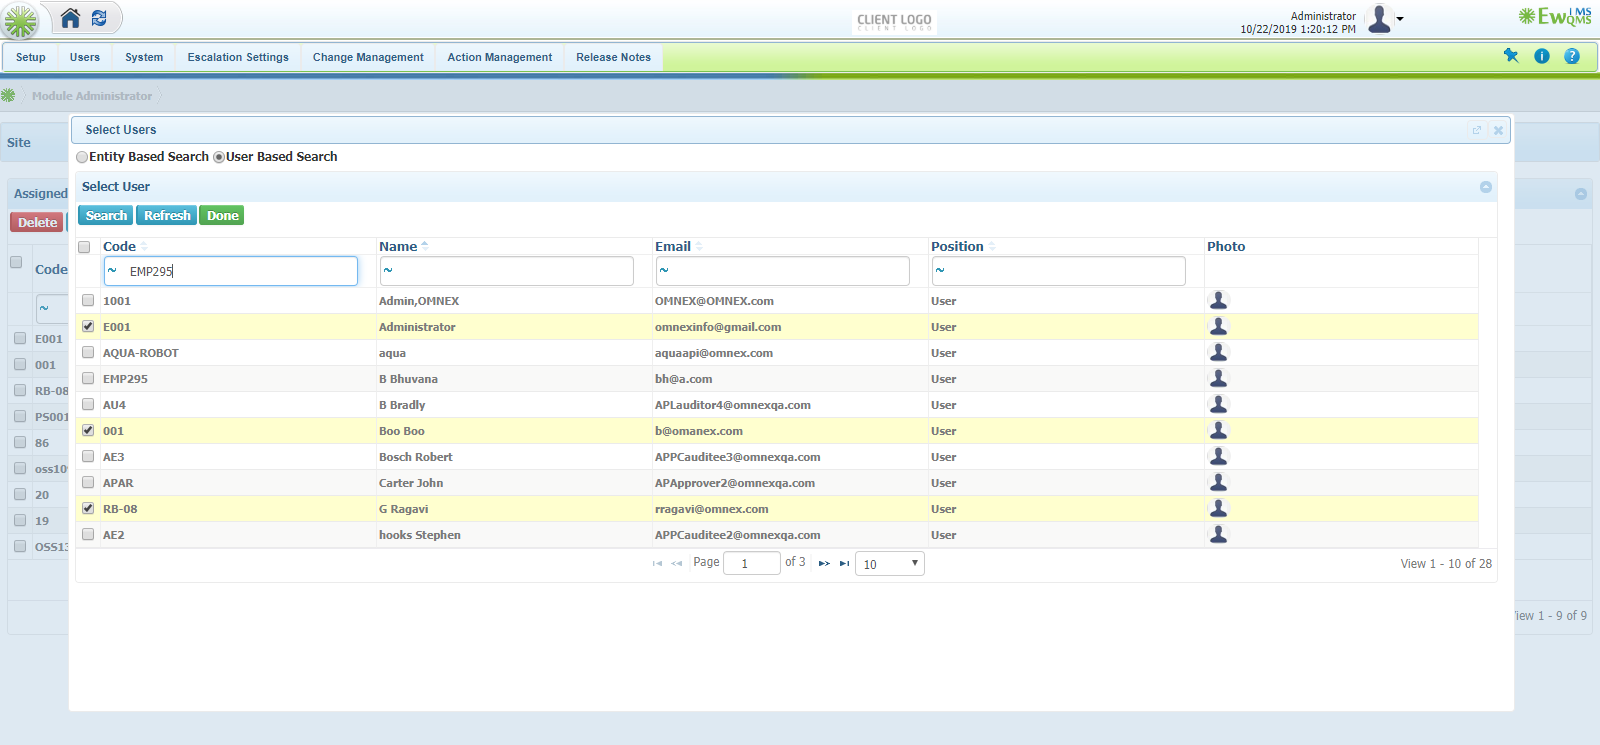 CLIENT LOGO
Administrator
10/22/2019 1:20:12 PM
EwQMS
Setup Users System Escalation Settings Change Management Action Management Release Notes
Module Administrator
Select Users
Site
Entity Based Search User Based Search
Select User
Assigned
Search Refresh Done
Delete
Code Name Email Position Photo
Code
~ EMP295 ~ ~ ~
~
1001 Admin,OMNEX OMNEX@OMNEX.com User
E001 Administrator omnexinfo@gmail.com User
E001
AQUA-ROBOT aqua aquaapi@omnex.com User
001
EMP295 B Bhuvana bh@a.com User
RB-08
AU4 B Bradly APLauditor4@omnexqa.com User
PS001
001 Boo Boo b@omanex.com User
86
AE3 Bosch Robert APPCauditee3@omnexqa.com User
oss109
APAR Carter John APApprover2@omnexqa.com User
20
RB-08 G Ragavi rragavi@omnex.com User
19
AE2 hooks Stephen APPCauditee2@omnexqa.com User
OSS13
Page 1 of 3 10 View 1 - 10 of 28
View 1 - 9 of 9